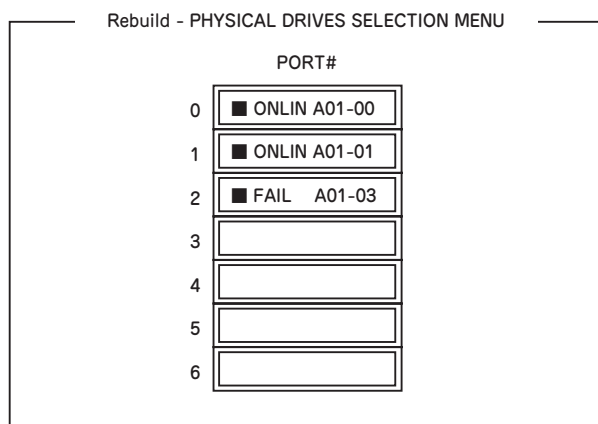 Rebuild - PHYSICAL DRIVES SELECTION MENU
PORT#
0 ■ ONLIN A01-00
1 ■ ONLIN A01-01
2 ■ FAIL A01-03
3
4
5
6